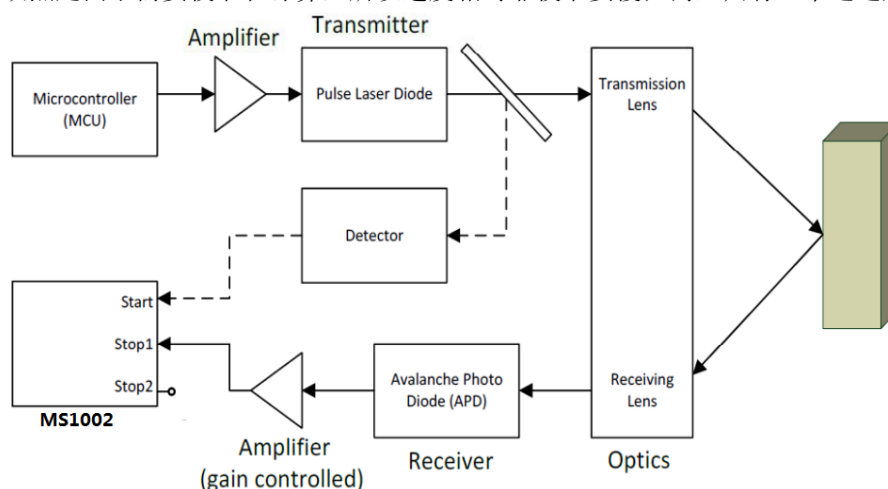 Amplifier
Transmitter
Microcontroller
(MCU)
Pulse Laser Diode
Transmission
Lens
Detector
Start
Stop1
Stop2
MS1002
Avalanche Photo
Diode (APD)
Receiving
Lens
Amplifier
(gain controlled)
Receiver
Optics